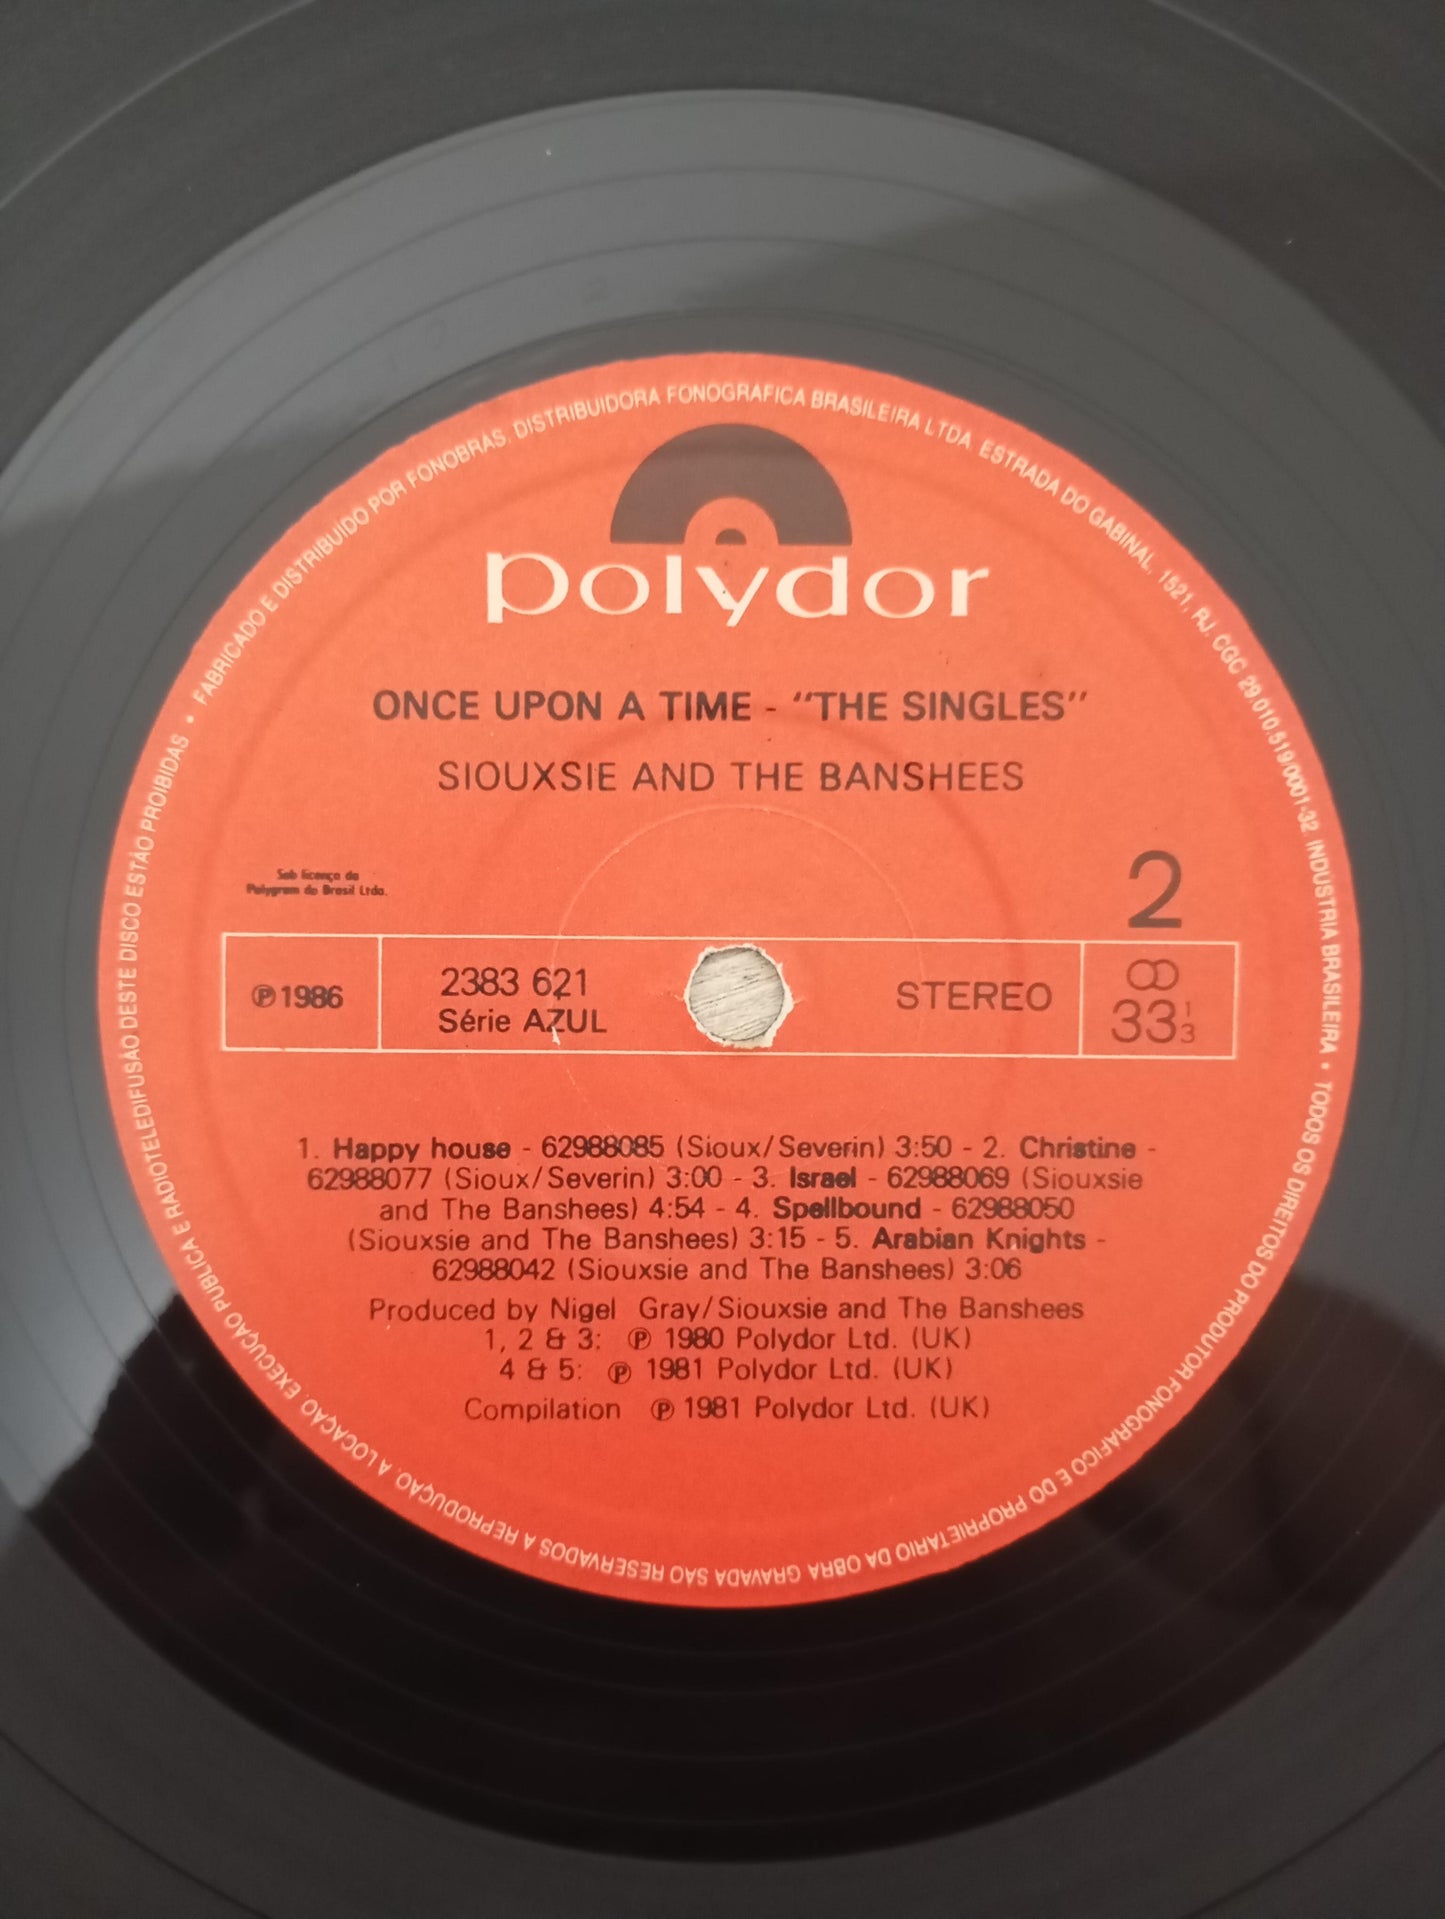 • FABRICADO E DISTRIBUÍDO POR FONOBRAS. DISTRIBUIDORA FONOGRAFICA BRASILEIRA LTDA. ESTRADA DO GABINAL, 1521, RJ, CGC 29.010.519/0001-32. INDÚSTRIA BRASILEIRA • TODOS OS DIREITOS DO PRODUTOR FONOGRAFICO E DO PROPRIETARIO DA OBRA GRAVADA SÃO RESERVADOS A REPRODUÇÃO. A LOCAÇÃO. EXECUÇÃO PUBLICA E RADIOTELEDIFUSÃO DESTE DISCO ESTÃO PROIBIDAS
polydor
ONCE UPON A TIME - "THE SINGLES"
SIOUXSIE AND THE BANSHEES
Sob licença da
Polygram do Brasil Ltda.
2
℗ 1986
2383 621
Série AZUL
STEREO
33 1/3
1. Happy house - 62988085 (Sioux/Severin) 3:50 - 2. Christine -
62988077 (Sioux/Severin) 3:00 - 3. Israel - 62988069 (Siouxsie
and The Banshees) 4:54 - 4. Spellbound - 62988050
(Siouxsie and The Banshees) 3:15 - 5. Arabian Knights -
62988042 (Siouxsie and The Banshees) 3:06
Produced by Nigel Gray/Siouxsie and The Banshees
1, 2 & 3: ℗ 1980 Polydor Ltd. (UK)
4 & 5: ℗ 1981 Polydor Ltd. (UK)
Compilation ℗ 1981 Polydor Ltd. (UK)